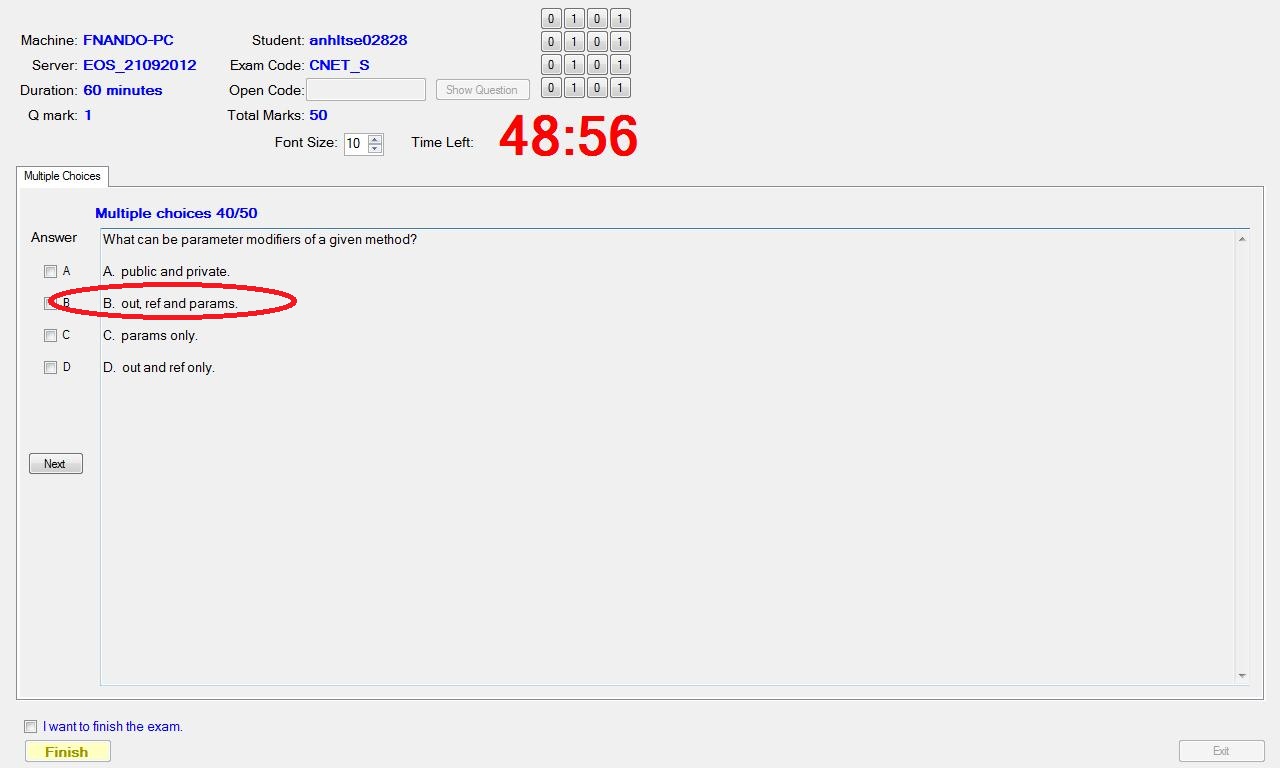 Machine: FNANDO-PC Student: anhltse02828
Server: EOS_21092012 Exam Code: CNET_S
Duration: 60 minutes Open Code: Show Question
Q mark: 1 Total Marks: 50
0 1 0 1
0 1 0 1
0 1 0 1
0 1 0 1
Font Size: 10 Time Left: 48:56
Multiple Choices
Multiple choices 40/50
Answer
What can be parameter modifiers of a given method?
A A. public and private.
B B. out, ref and params.
C C. params only.
D D. out and ref only.
Next
I want to finish the exam.
Finish
Exit